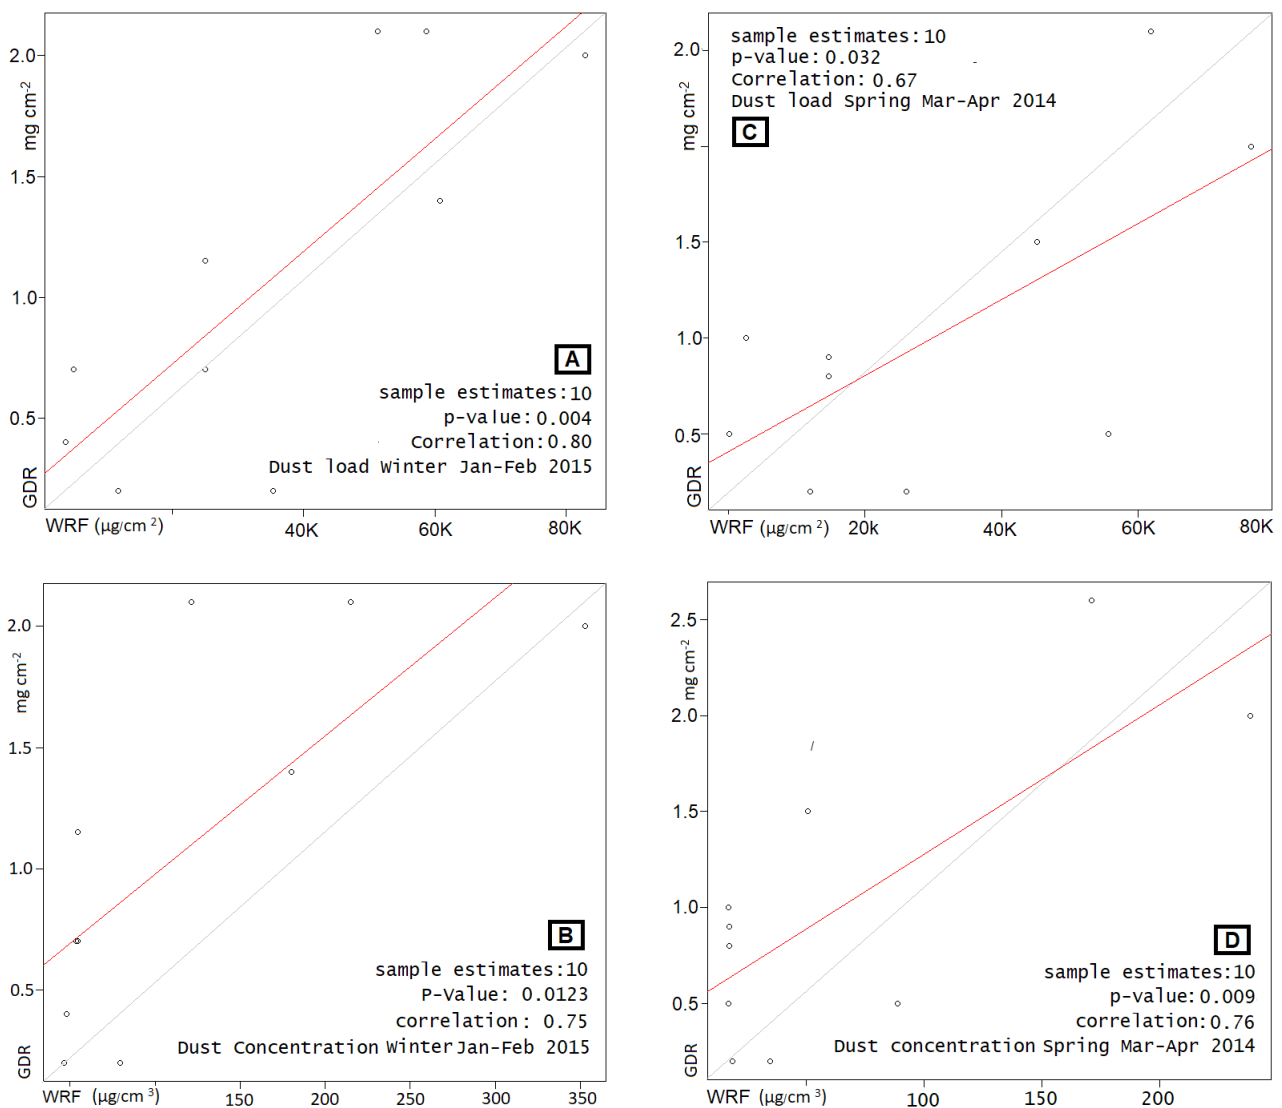 2.0
mg cm-2
1.5
1.0
0.5
GDR
A
sample estimates:10
p-value:0.004
Correlation:0.80
Dust load Winter Jan-Feb 2015
WRF (µg/cm 2)
40K
60K
80K
sample estimates:10
p-value:0.032
Correlation:0.67
Dust load Spring Mar-Apr 2014
C
2.0
mg cm-2
1.5
1.0
0.5
GDR
WRF (µg/cm2)
20k
40K
60K
80K
2.0
mg cm-2
1.5
1.0
0.5
GDR
B
sample estimates:10
P-Value: 0.0123
correlation: 0.75
Dust Concentration Winter Jan-Feb 2015
WRF (µg/cm 3)
150
200
250
300
350
2.5
mg cm-2
2.0
1.5
1.0
0.5
GDR
D
sample estimates:10
p-value:0.009
correlation:0.76
Dust concentration Spring Mar-Apr 2014
WRF (µg/cm3)
100
150
200